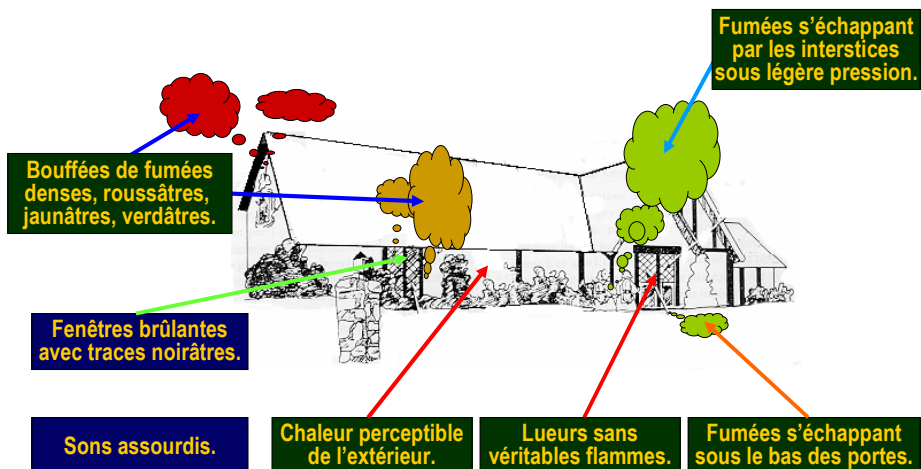 Fumées s’échappant
par les interstices
sous légère pression.
Bouffées de fumées
denses, roussâtres,
jaunâtres, verdâtres.
Fenêtres brûlantes
avec traces noirâtres.
Sons assourdis.
Chaleur perceptible
de l’extérieur.
Lueurs sans
véritables flammes.
Fumées s’échappant
sous le bas des portes.